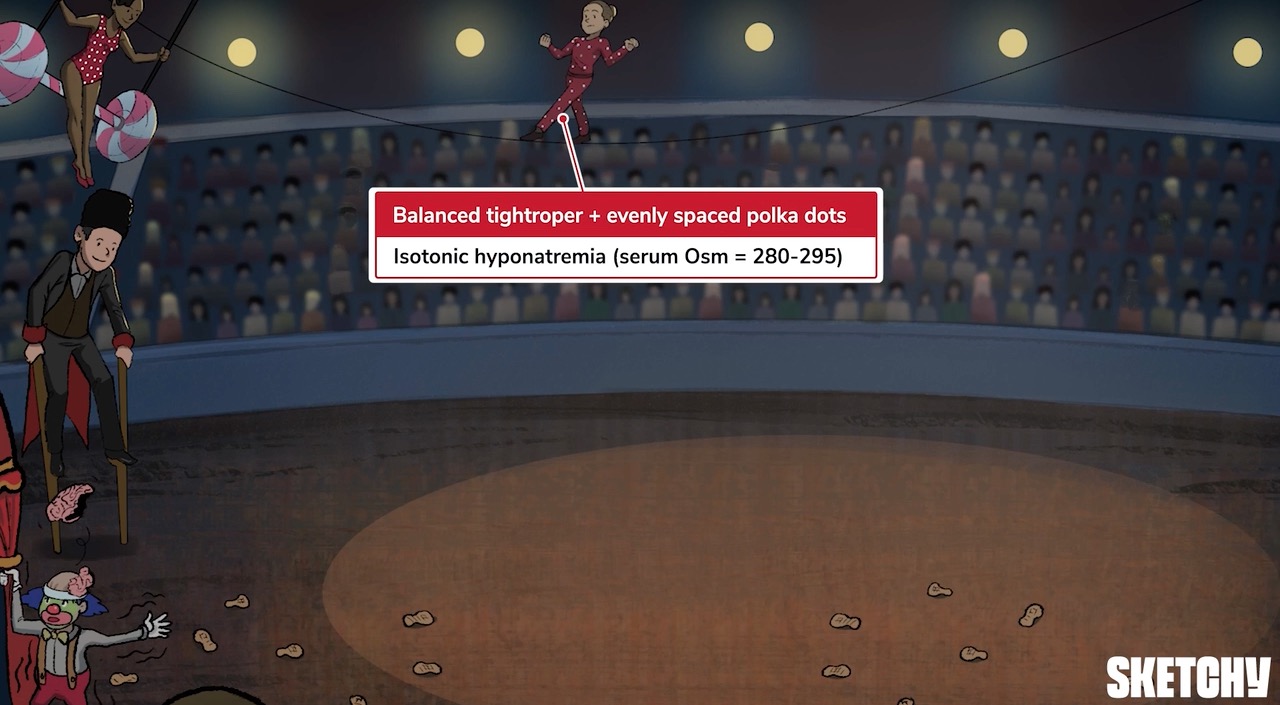 Balanced tightroper + evenly spaced polka dots
Isotonic hyponatremia (serum Osm = 280-295)
SKETCHY